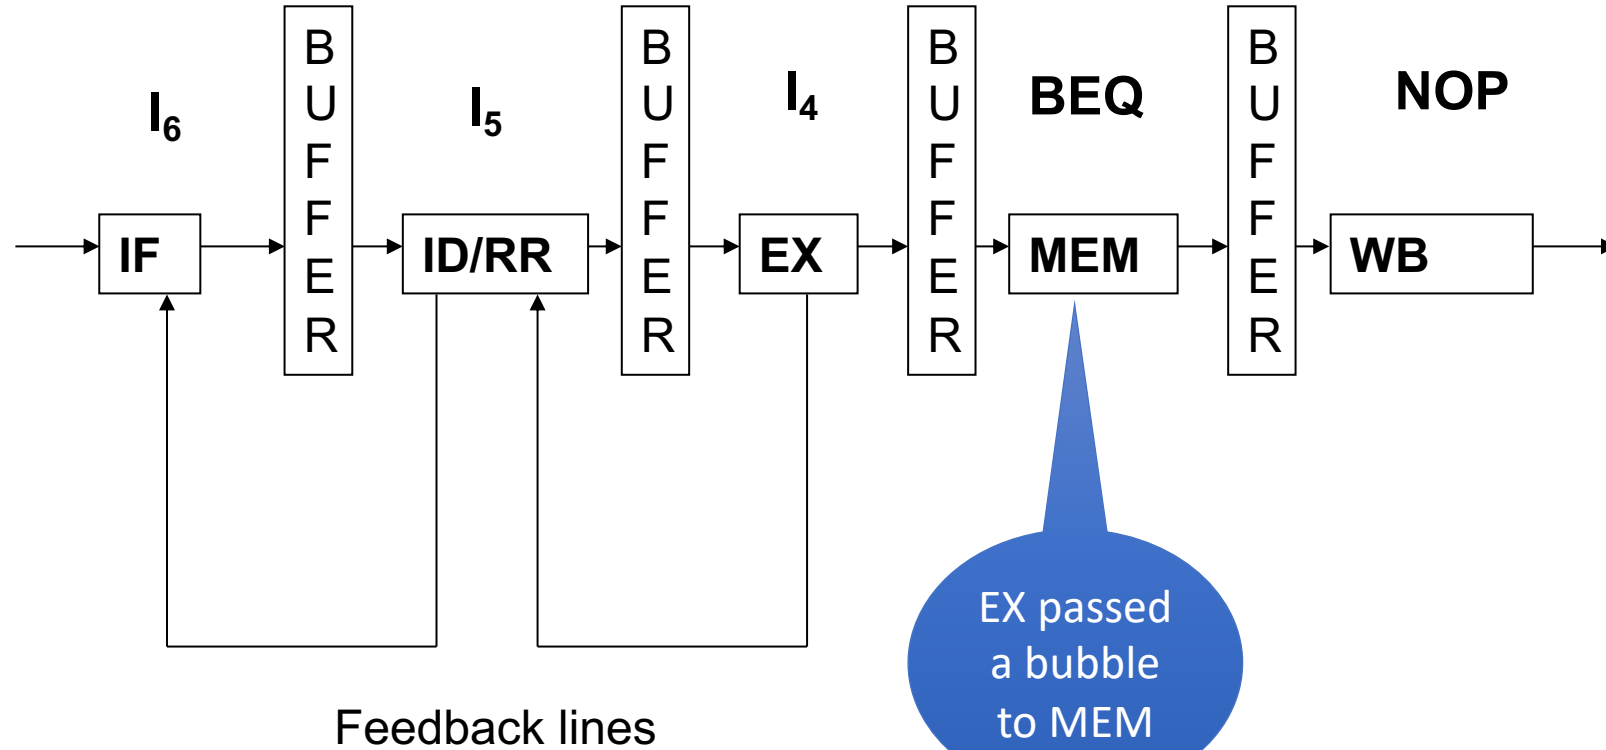 I6
I5
I4
BEQ
NOP
BUFFER
BUFFER
BUFFER
BUFFER
IF
ID/RR
EX
MEM
WB
EX passed
a bubble
to MEM
Feedback lines